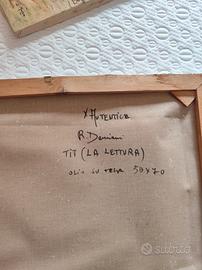 X AUTENTICA
R. Damiani
TIT (LA LETTURA)
OLIO SU TELA 50X70
subito